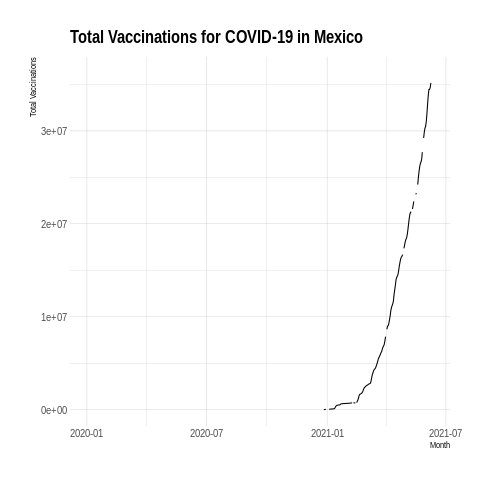 Total Vaccinations for COVID-19 in Mexico
Total Vaccinations
3e+07
2e+07
1e+07
0e+00
2020-01
2020-07
2021-01
2021-07
Month